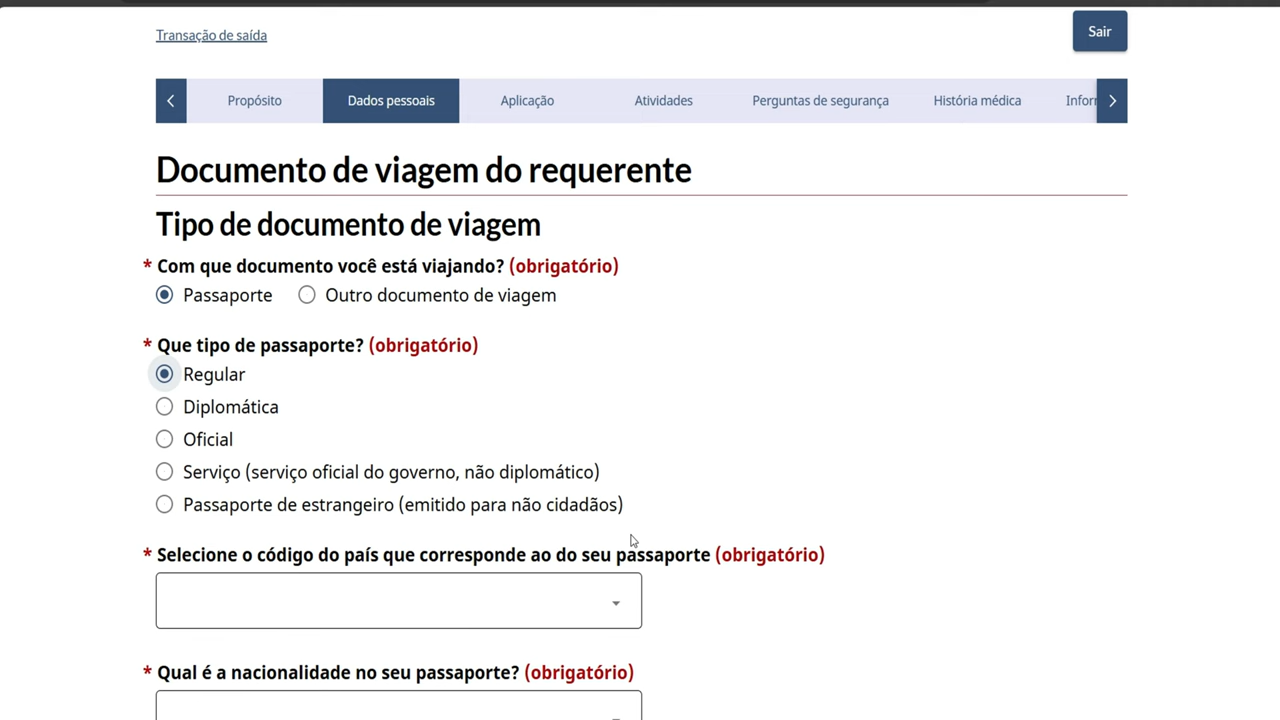 Transação de saída
Sair
Propósito
Dados pessoais
Aplicação
Atividades
Perguntas de segurança
História médica
Documento de viagem do requerente
Tipo de documento de viagem
* Com que documento você está viajando? (obrigatório)
Passaporte
Outro documento de viagem
* Que tipo de passaporte? (obrigatório)
Regular
Diplomática
Oficial
Serviço (serviço oficial do governo, não diplomático)
Passaporte de estrangeiro (emitido para não cidadãos)
* Selecione o código do país que corresponde ao do seu passaporte (obrigatório)
* Qual é a nacionalidade no seu passaporte? (obrigatório)